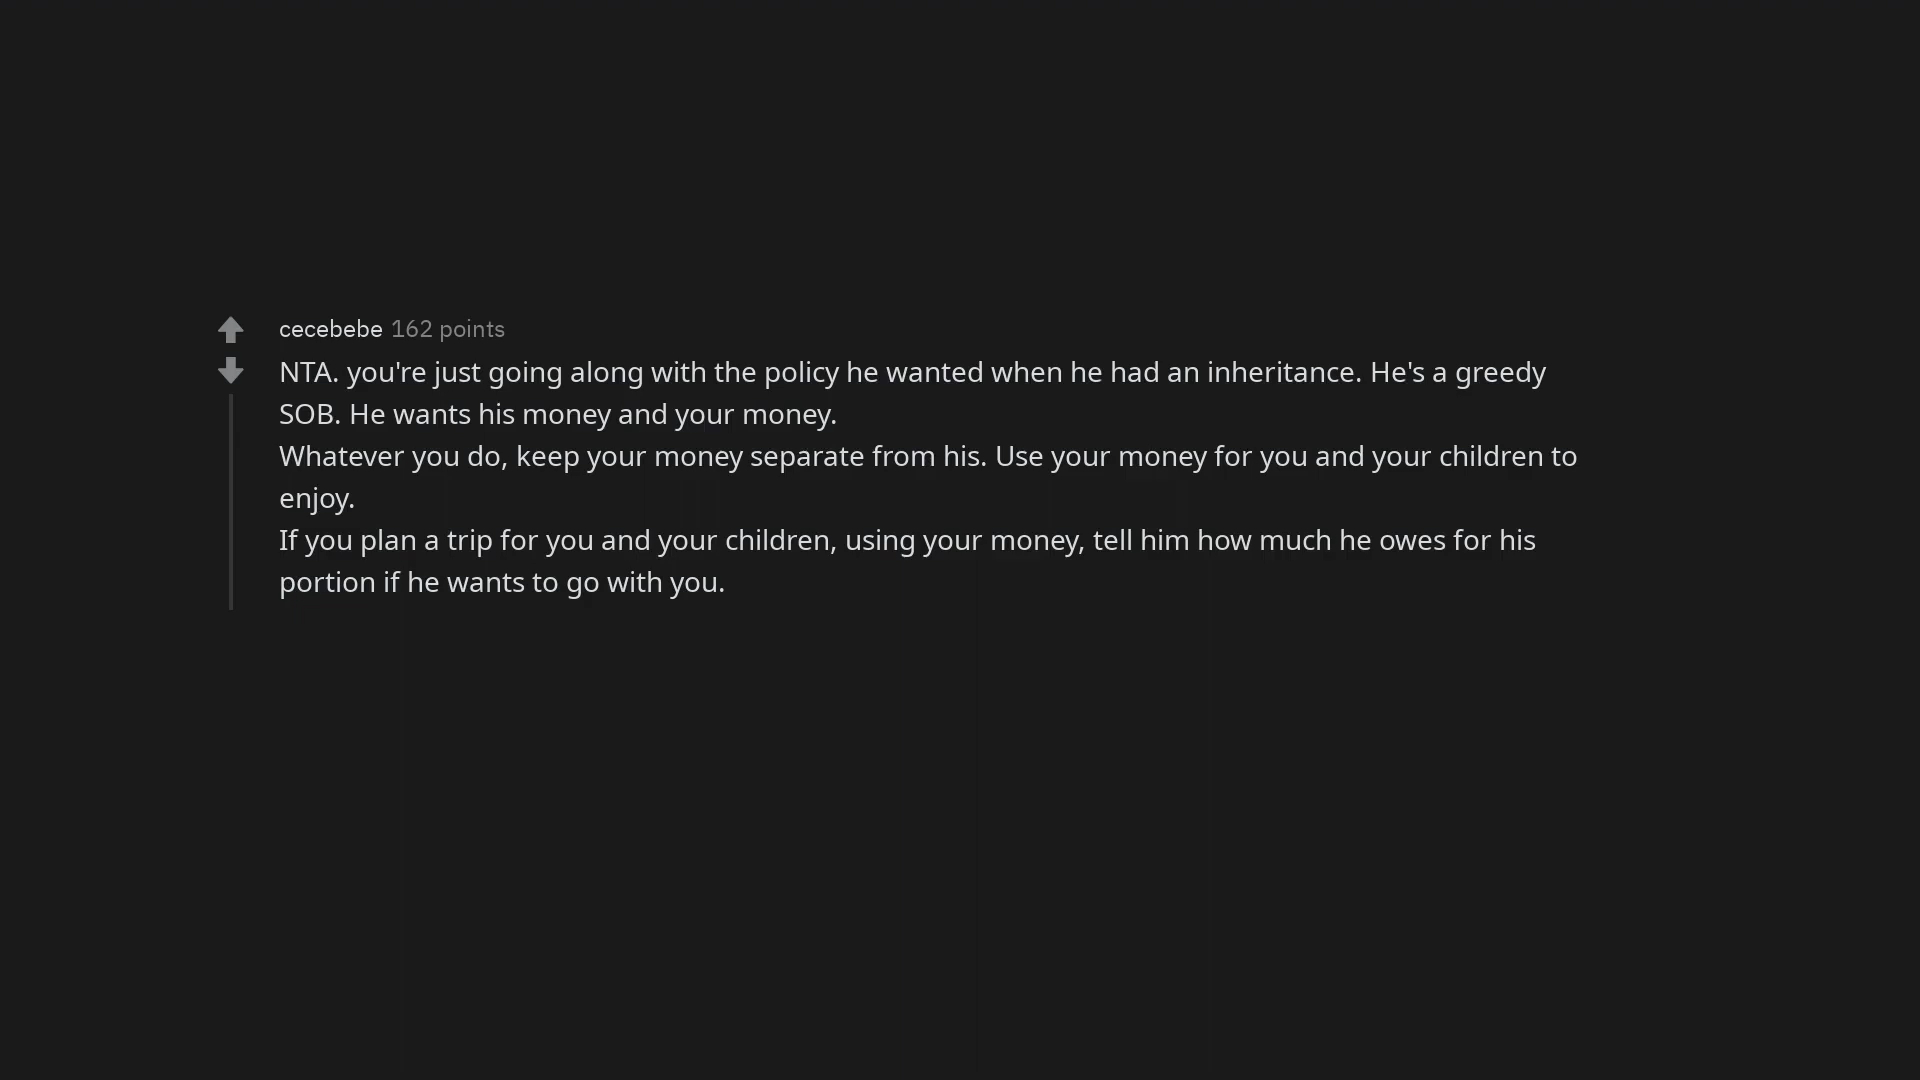 cecebebe 162 points
NTA. you're just going along with the policy he wanted when he had an inheritance. He's a greedy
SOB. He wants his money and your money.
Whatever you do, keep your money separate from his. Use your money for you and your children to
enjoy.
If you plan a trip for you and your children, using your money, tell him how much he owes for his
portion if he wants to go with you.